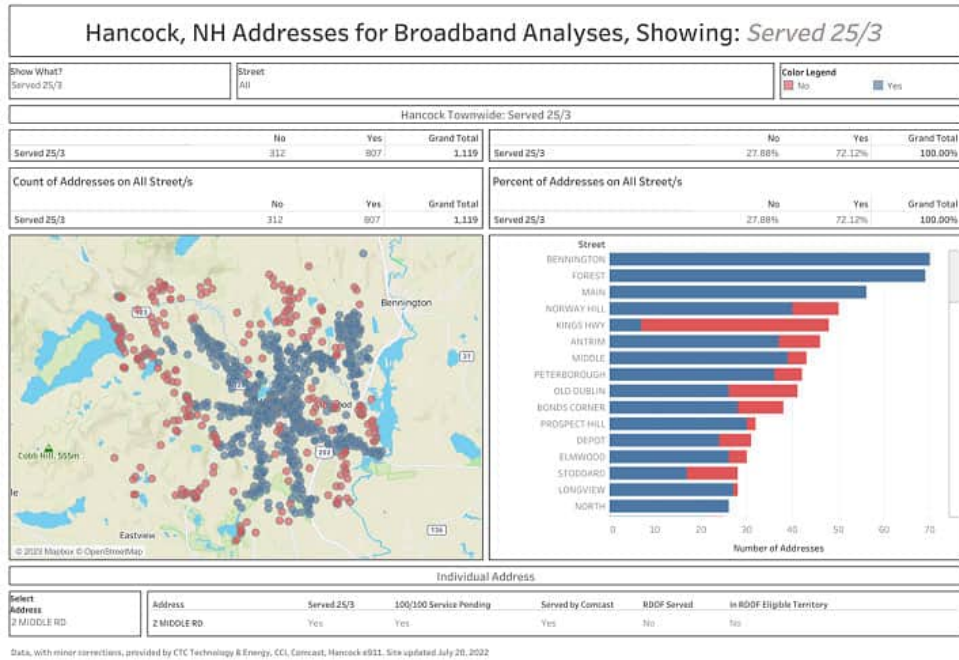 Hancock, NH Addresses for Broadband Analyses, Showing: Served 25/3
Show What?
Served 25/3
Street
All
Color Legend
No Yes
Hancock Townwide: Served 25/3
No Yes Grand Total
Served 25/3 312 807 1,119
No Yes Grand Total
Served 25/3 27.88% 72.12% 100.00%
Count of Addresses on All Street/s
No Yes Grand Total
Served 25/3 312 807 1,119
Percent of Addresses on All Street/s
No Yes Grand Total
Served 25/3 27.88% 72.12% 100.00%
Bennington
31
202
Cobb Hill, 555m
le
136
Eastview
© 2023 Mapbox © OpenStreetMap
Street
BENNINGTON
FOREST
MAIN
NORWAY HILL
KINGS HWY
ANTRIM
MIDDLE
PETERBOROUGH
OLD DUBLIN
BONDS CORNER
PROSPECT HILL
DEPOT
ELMWOOD
STODDARD
LONGVIEW
NORTH
0 10 20 30 40 50 60 70
Number of Addresses
Individual Address
Select
Address
2 MIDDLE RD
Address Served 25/3 100/100 Service Pending Served by Comcast RDOF Served In RDOF Eligible Territory
2 MIDDLE RD Yes Yes Yes No No
Data, with minor corrections, provided by CTC Technology & Energy, CCI, Comcast, Hancock e911. Site updated July 20, 2022